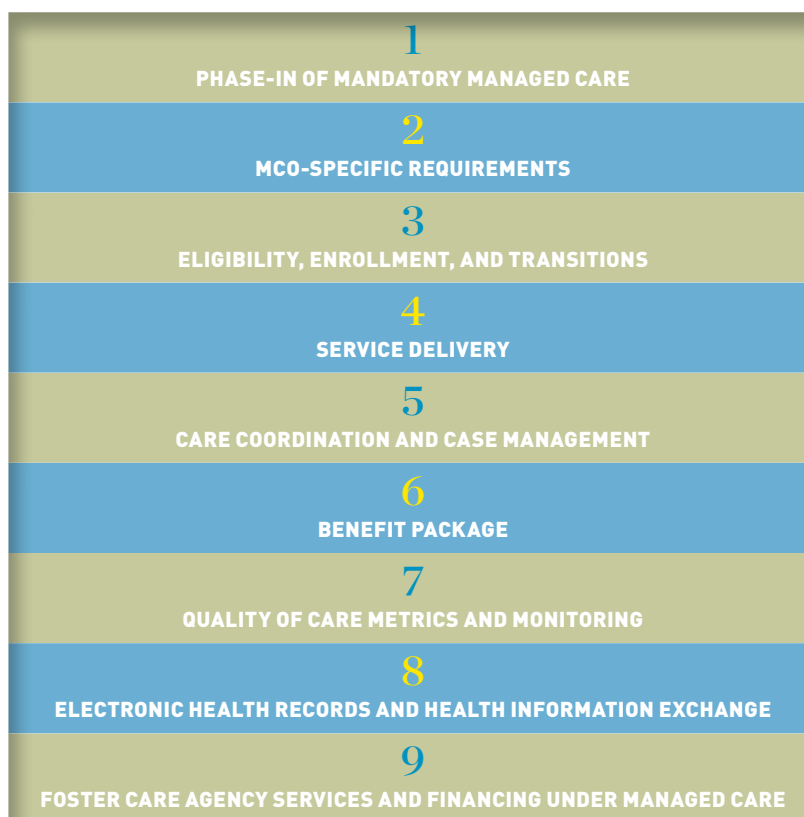 1
PHASE-IN OF MANDATORY MANAGED CARE
2
MCO-SPECIFIC REQUIREMENTS
3
ELIGIBILITY, ENROLLMENT, AND TRANSITIONS
4
SERVICE DELIVERY
5
CARE COORDINATION AND CASE MANAGEMENT
6
BENEFIT PACKAGE
7
QUALITY OF CARE METRICS AND MONITORING
8
ELECTRONIC HEALTH RECORDS AND HEALTH INFORMATION EXCHANGE
9
FOSTER CARE AGENCY SERVICES AND FINANCING UNDER MANAGED CARE